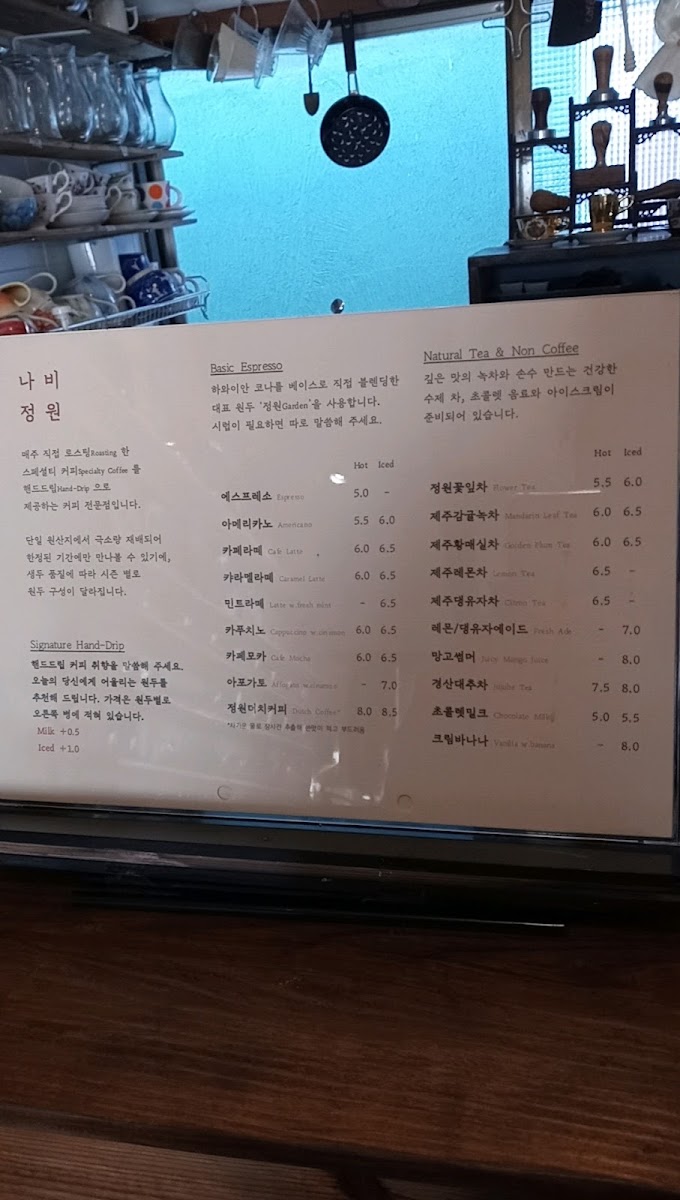 나비
정원
매주 직접 로스팅Roasting 한
스페셜티 커피Specialty Coffee 를
핸드드립Hand-Drip 으로
제공하는 커피 전문점입니다.
단일 원산지에서 극소량 재배되어
한정된 기간에만 만나볼 수 있기에,
생두 품질에 따라 시즌 별로
원두 구성이 달라집니다.
Signature Hand-Drip
핸드드립 커피 취향을 말씀해 주세요.
오늘의 당신에게 어울리는 원두를
추천해 드립니다. 가격은 원두별로
오른쪽 병에 적혀 있습니다.
Milk +0.5
Iced +1.0
Basic Espresso
하와이안 코나를 베이스로 직접 블렌딩한
대표 원두 '정원Garden'을 사용합니다.
시럽이 필요하면 따로 말씀해 주세요.
Hot Iced
에스프레소 Espresso 5.0 -
아메리카노 Americano 5.5 6.0
카페라떼 Cafe Latte 6.0 6.5
캬라멜라떼 Caramel Latte 6.0 6.5
민트라떼 Latte w.fresh mint - 6.5
카푸치노 Cappuccino w.cinnamon 6.0 6.5
카페모카 Cafe Mocha 6.0 6.5
아포가토 - 7.0
정원더치커피 Dutch Coffee* 8.0 8.5
Natural Tea & Non Coffee
깊은 맛의 녹차와 손수 만드는 건강한
수제 차, 초콜렛 음료와 아이스크림이
준비되어 있습니다.
Hot Iced
정원꽃잎차 Flower Tea 5.5 6.0
제주감귤녹차 Mandarin Leaf Tea 6.0 6.5
제주황매실차 Golden Plum Tea 6.0 6.5
제주레몬차 Lemon Tea 6.5 -
제주댕유자차 Citrus Tea 6.5 -
레몬/댕유자에이드 Fresh Ade - 7.0
망고썸머 Juicy Mango Juice - 8.0
경산대추차 Jujube Tea 7.5 8.0
초콜렛밀크 Chocolate Milk 5.0 5.5
크림바나나 Vanilla w.banana - 8.0